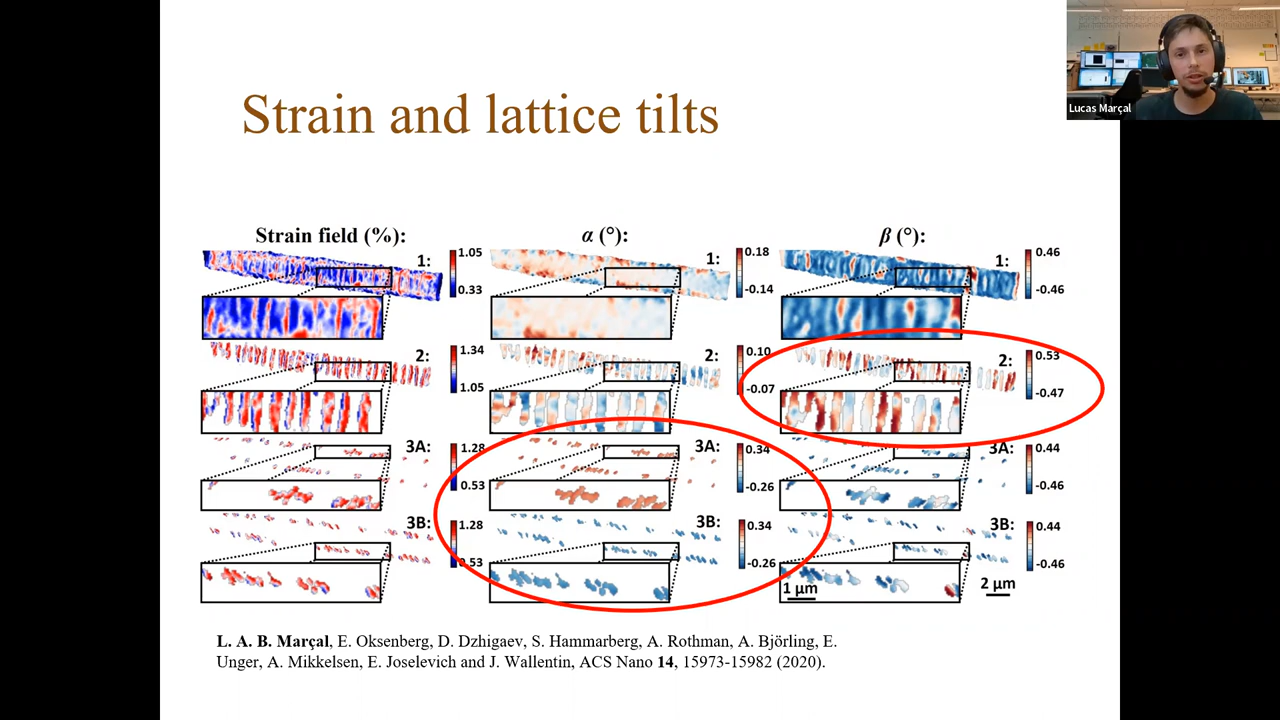 Lucas Marçal
Strain and lattice tilts
Strain field (%):
α (°):
β (°):
1:
1.05
0.33
1:
0.18
-0.14
1:
0.46
-0.46
2:
1.34
1.05
2:
0.10
-0.07
2:
0.53
-0.47
3A:
1.28
0.53
3A:
0.34
-0.26
3A:
0.44
-0.46
3B:
1.28
0.53
3B:
0.34
-0.26
3B:
0.44
-0.46
1 μm
2 μm
L. A. B. Marçal, E. Oksenberg, D. Dzhigaev, S. Hammarberg, A. Rothman, A. Björling, E.
Unger, A. Mikkelsen, E. Joselevich and J. Wallentin, ACS Nano 14, 15973-15982 (2020).